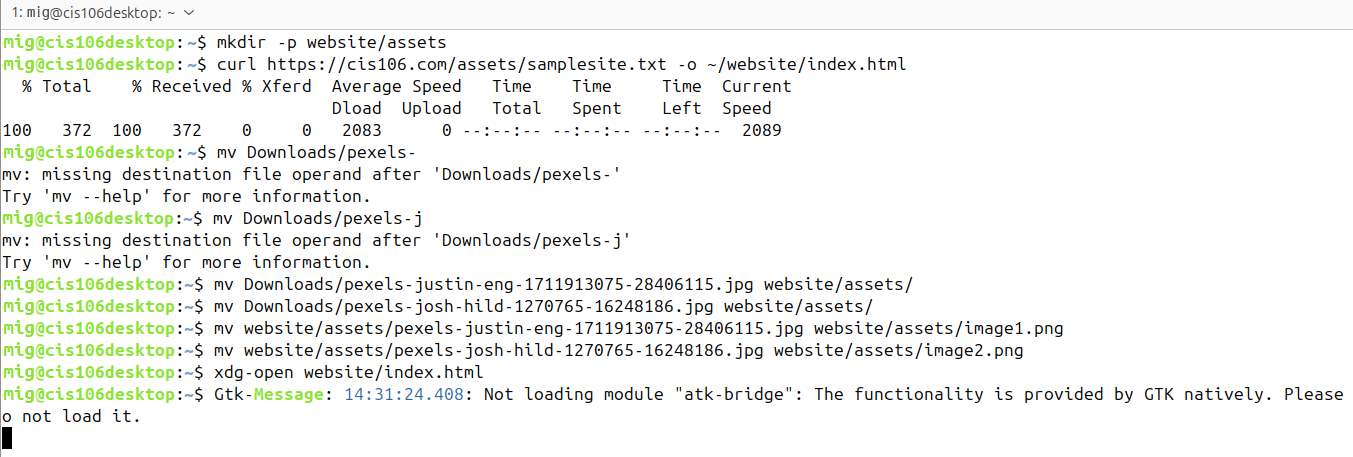 1: mig@cis106desktop: ~
mig@cis106desktop:~$ mkdir -p website/assets
mig@cis106desktop:~$ curl https://cis106.com/assets/samplesite.txt -o ~/website/index.html
  % Total    % Received % Xferd  Average Speed   Time    Time     Time  Current
                                 Dload  Upload   Total   Spent    Left  Speed
100   372  100   372    0     0   2083      0 --:--:-- --:--:-- --:--:--  2089
mig@cis106desktop:~$ mv Downloads/pexels-
mv: missing destination file operand after 'Downloads/pexels-'
Try 'mv --help' for more information.
mig@cis106desktop:~$ mv Downloads/pexels-j
mv: missing destination file operand after 'Downloads/pexels-j'
Try 'mv --help' for more information.
mig@cis106desktop:~$ mv Downloads/pexels-justin-eng-1711913075-28406115.jpg website/assets/
mig@cis106desktop:~$ mv Downloads/pexels-josh-hild-1270765-16248186.jpg website/assets/
mig@cis106desktop:~$ mv website/assets/pexels-justin-eng-1711913075-28406115.jpg website/assets/image1.png
mig@cis106desktop:~$ mv website/assets/pexels-josh-hild-1270765-16248186.jpg website/assets/image2.png
mig@cis106desktop:~$ xdg-open website/index.html
mig@cis106desktop:~$ Gtk-Message: 14:31:24.408: Not loading module "atk-bridge": The functionality is provided by GTK natively. Please
o not load it.